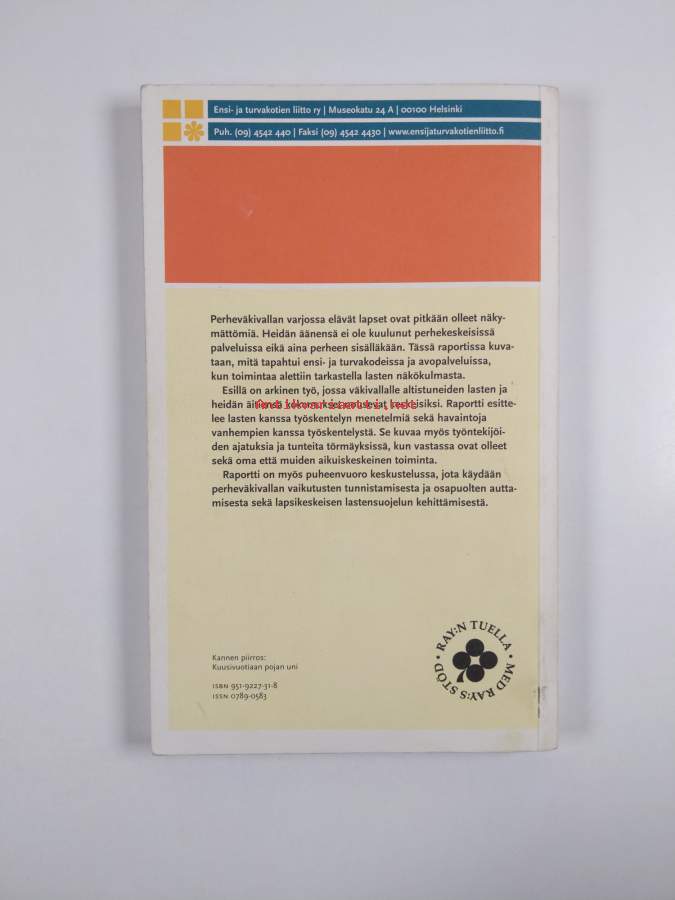 Ensi- ja turvakotien liitto ry | Museokatu 24 A | 00100 Helsinki
Puh. (09) 4542 440 | Faksi (09) 4542 4430 | www.ensijaturvakotienliitto.fi
Perheväkivallan varjossa elävät lapset ovat pitkään olleet näky-
mättömiä. Heidän äänensä ei ole kuulunut perhekeskeisissä
palveluissa eikä aina perheen sisälläkään. Tässä raportissa kuva-
taan, mitä tapahtui ensi- ja turvakodeissa ja avopalveluissa,
kun toimintaa alettiin tarkastella lasten näkökulmasta.
Esillä on arkinen työ, jossa väkivallalle altistuneiden lasten ja
heidän Raportti esitte-
lee lasten kanssa työskentelyn menetelmiä sekä havaintoja
vanhempien kanssa työskentelystä. Se kuvaa myös työntekijöi-
den ajatuksia ja tunteita törmäyksissä, kun vastassa ovat olleet
sekä oma että muiden aikuiskeskeinen toiminta.
Raportti on myös puheenvuoro keskustelussa, jota käydään
perheväkivallan vaikutusten tunnistamisesta ja osapuolten autta-
misesta sekä lapsikeskeisen lastensuojelun kehittämisestä.
Kannen piirros:
Kuusivuotiaan pojan uni
ISBN 951-9227-31-8
ISSN 0789-0583
RAY:N TUELLA • MED RAY:S STÖD •